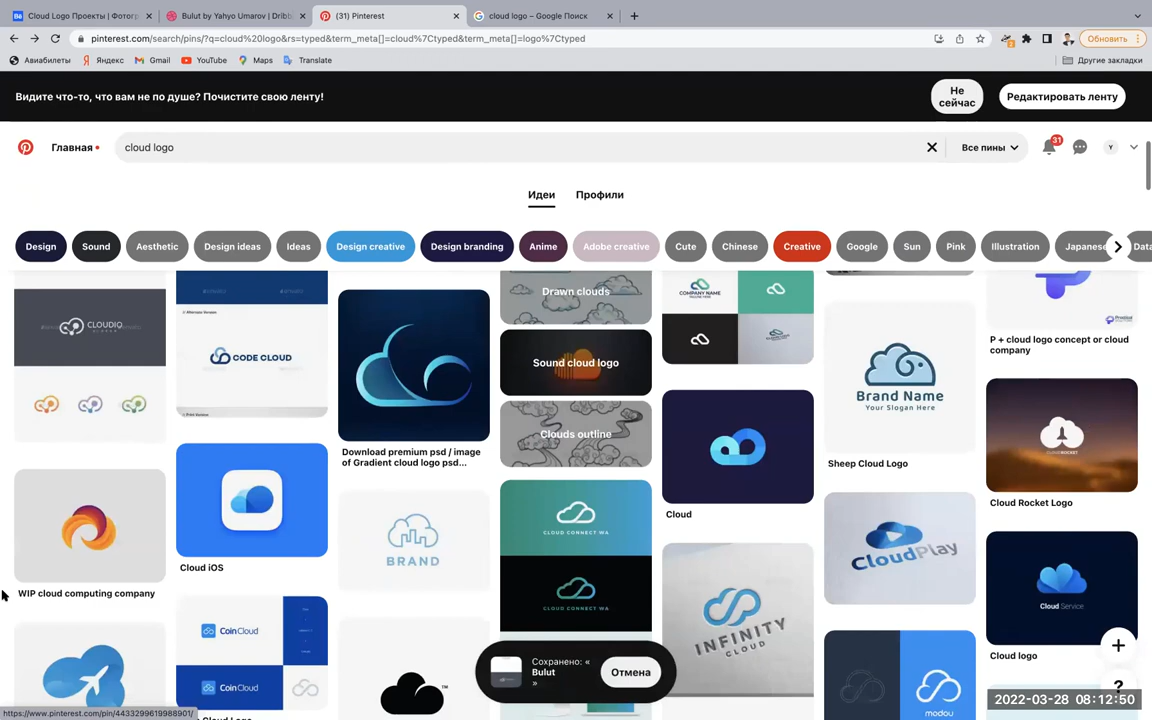 Cloud Logo Проекты | Фотогр
Bulut by Yahyo Umarov | Dribb
(31) Pinterest
cloud logo – Google Поиск
pinterest.com/search/pins/?q=cloud%20logo&rs=typed&term_meta[]=cloud%7Ctyped&term_meta[]=logo%7Ctyped
Обновить
Авиабилеты
Яндекс
Gmail
YouTube
Maps
Translate
Другие закладки
Видите что-то, что вам не по душе? Почистите свою ленту!
Не
сейчас
Редактировать ленту
Главная
cloud logo
Все пины
31
Y
Идеи
Профили
Design
Sound
Aesthetic
Design ideas
Ideas
Design creative
Design branding
Anime
Adobe creative
Cute
Chinese
Creative
Google
Sun
Pink
Illustration
Japanese
Data
CLOUDIO
CODE CLOUD
Drawn clouds
Sound cloud logo
Clouds outline
COMPANY NAME
P + cloud logo concept or cloud
company
Brand Name
Your Slogan Here
Download premium psd / image
of Gradient cloud logo psd...
Sheep Cloud Logo
CLOUDROCKET
Cloud Rocket Logo
Cloud
CLOUD CONNECT WA
CLOUD CONNECT WA
BRAND
Cloud iOS
WIP cloud computing company
CloudPlay
INFINITY
CLOUD
Cloud Service
Cloud logo
CoinCloud
CoinCloud
TM
modou
Сохранено: «
Bulut
»
Отмена
?
https://www.pinterest.com/pin/4433299619988901/
2022-03-28 08:12:50